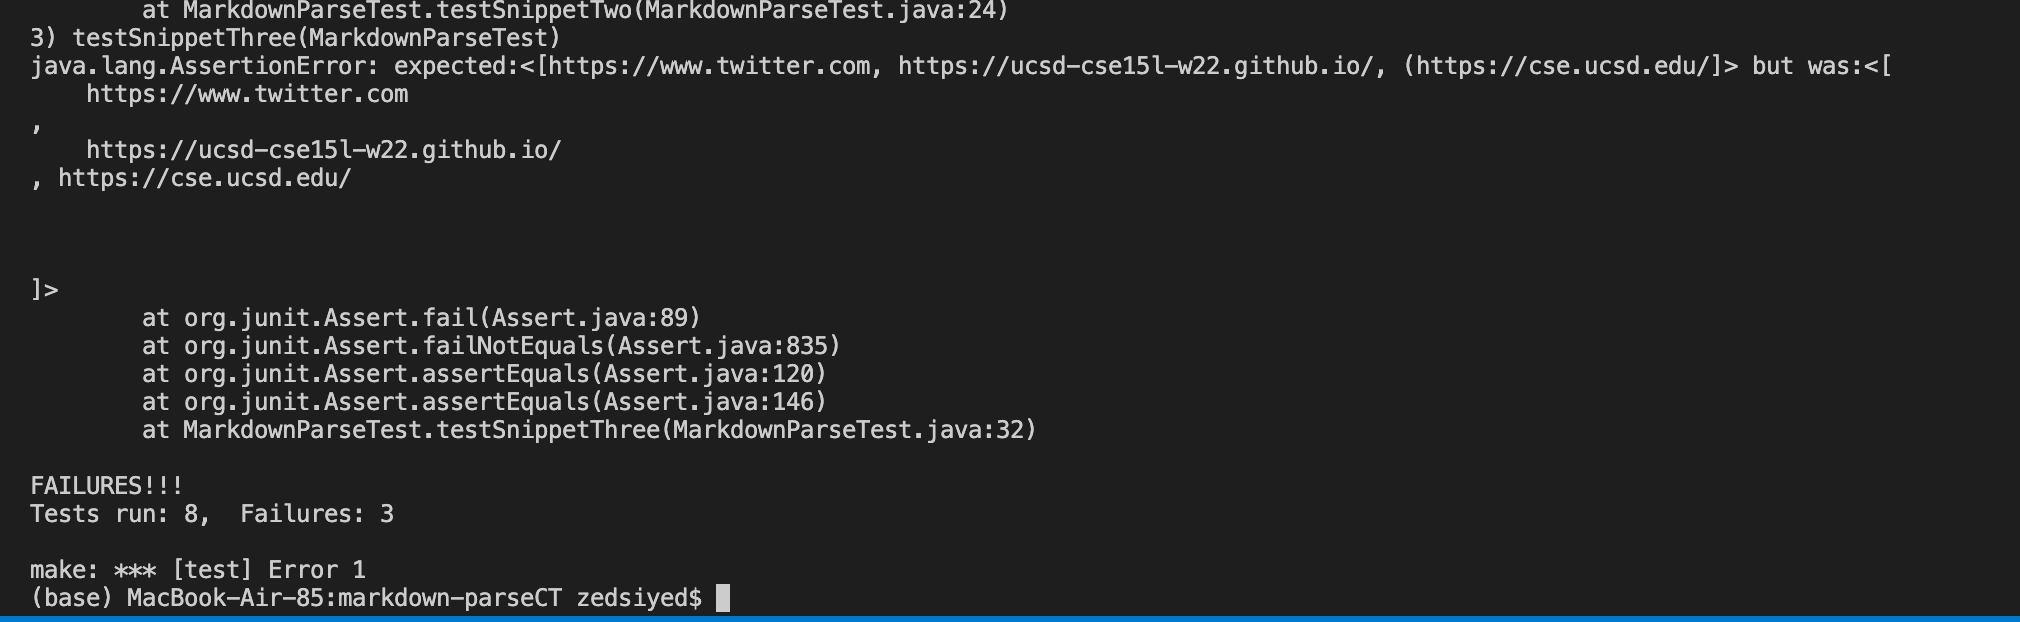 at MarkdownParseTest.testSnippetTwo(MarkdownParseTest.java:24)
3) testSnippetThree(MarkdownParseTest)
java.lang.AssertionError: expected:<[https://www.twitter.com, https://ucsd-cse15l-w22.github.io/, (https://cse.ucsd.edu/]> but was:<[
    https://www.twitter.com
,
    https://ucsd-cse15l-w22.github.io/
, https://cse.ucsd.edu/
]>
        at org.junit.Assert.fail(Assert.java:89)
        at org.junit.Assert.failNotEquals(Assert.java:835)
        at org.junit.Assert.assertEquals(Assert.java:120)
        at org.junit.Assert.assertEquals(Assert.java:146)
        at MarkdownParseTest.testSnippetThree(MarkdownParseTest.java:32)
FAILURES!!!
Tests run: 8,  Failures: 3
make: *** [test] Error 1
(base) MacBook-Air-85:markdown-parseCT zedsiyed$